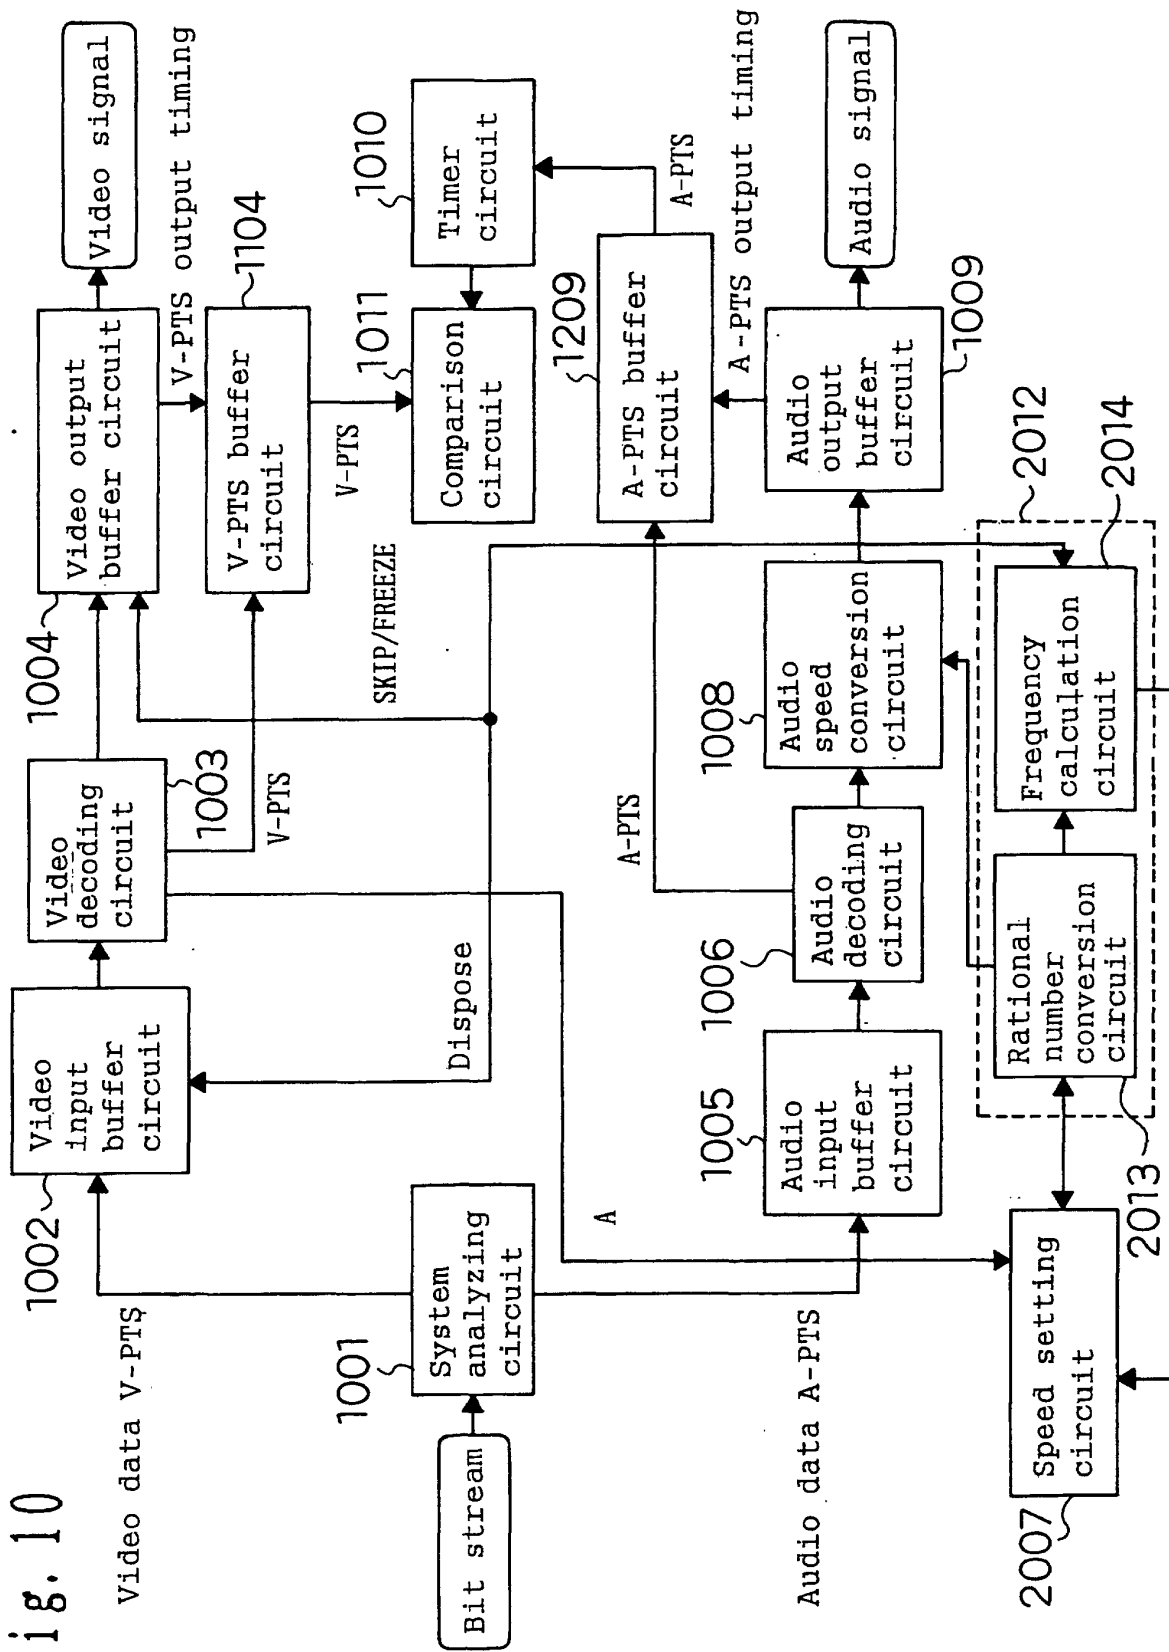 ig. 10
Video data V-PTS
1002
Video
input
buffer
circuit
Video
decoding
circuit
1003
1004
Video output
buffer circuit
Video signal
V-PTS output timing
V-PTS
V-PTS buffer
circuit
1104
V-PTS
SKIP/FREEZE
Dispose
Comparison
circuit
1011
Timer
circuit
1010
Bit stream
1001
System
analyzing
circuit
A
A-PTS
A-PTS buffer
circuit
1209
A-PTS
A-PTS output timing
Audio data A-PTS
1005
Audio
input
buffer
circuit
1006
Audio
decoding
circuit
1008
Audio
speed
conversion
circuit
Audio
output
buffer
circuit
1009
Audio signal
2007
Speed setting
circuit
2013
Rational
number
conversion
circuit
Frequency
calculation
circuit
2014
2012